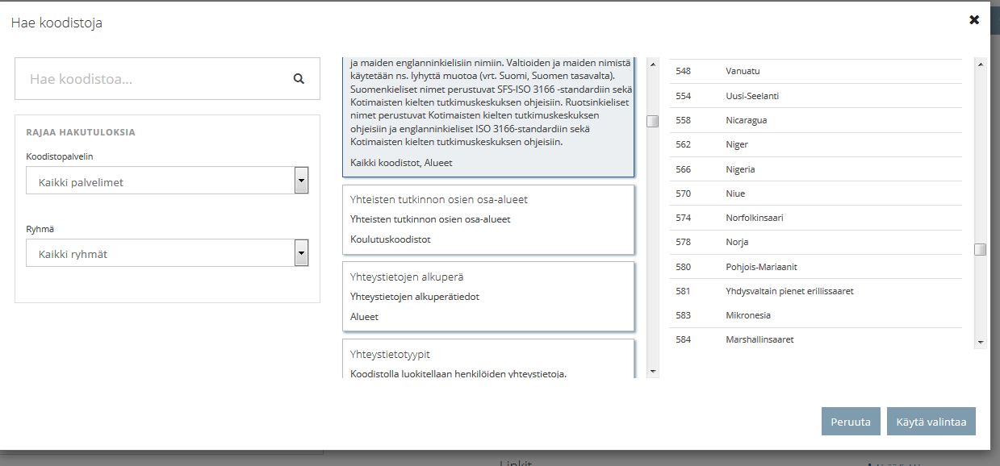 Hae koodistoja
Hae koodistoa...
RAJAA HAKUTULOKSIA
Koodistopalvelin
Kaikki palvelimet
Ryhmä
Kaikki ryhmät
ja maiden englanninkielisiin nimiin. Valtioiden ja maiden nimistä
käytetään ns. lyhyttä muotoa (vrt. Suomi, Suomen tasavalta).
Suomenkieliset nimet perustuvat SFS-ISO 3166 -standardiin sekä
Kotimaisten kielten tutkimuskeskuksen ohjeisiin. Ruotsinkieliset
nimet perustuvat Kotimaisten kielten tutkimuskeskuksen
ohjeisiin ja englanninkieliset ISO 3166-standardiin sekä
Kotimaisten kielten tutkimuskeskuksen ohjeisiin.
Kaikki koodistot, Alueet
Yhteisten tutkinnon osien osa-alueet
Yhteisten tutkinnon osien osa-alueet
Koulutuskoodistot
Yhteystietojen alkuperä
Yhteystietojen alkuperätiedot
Alueet
Yhteystietotyypit
Koodistolla luokitellaan henkilöiden yhteystietoja.
548 Vanuatu
554 Uusi-Seelanti
558 Nicaragua
562 Niger
566 Nigeria
570 Niue
574 Norfolkinsaari
578 Norja
580 Pohjois-Mariaanit
581 Yhdysvaltain pienet erillissaaret
583 Mikronesia
584 Marshallinsaaret
Peruuta
Käytä valintaa
Linkit